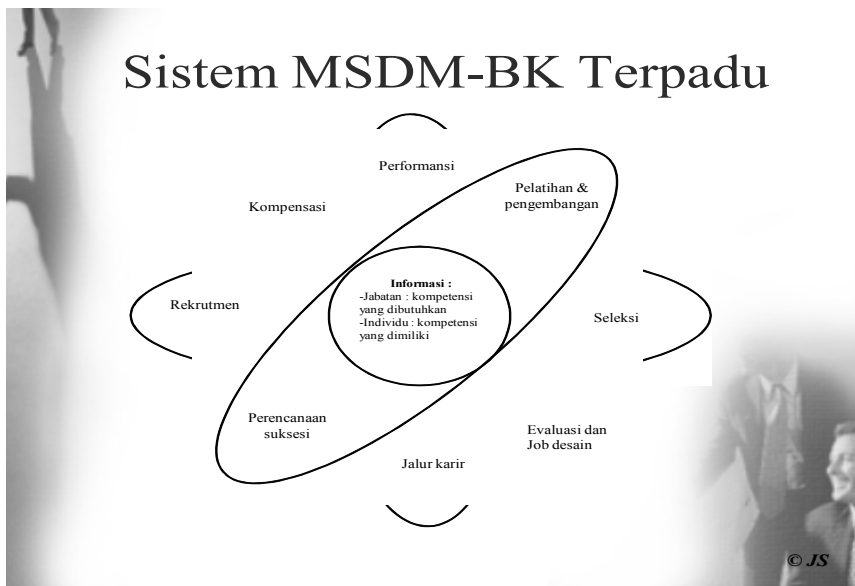 Sistem MSDM-BK Terpadu
Performansi
Pelatihan &
pengembangan
Kompensasi
Informasi :
-Jabatan : kompetensi
yang dibutuhkan
-Individu : kompetensi
yang dimiliki
Rekrutmen
Seleksi
Perencanaan
suksesi
Evaluasi dan
Job desain
Jalur karir
© JS